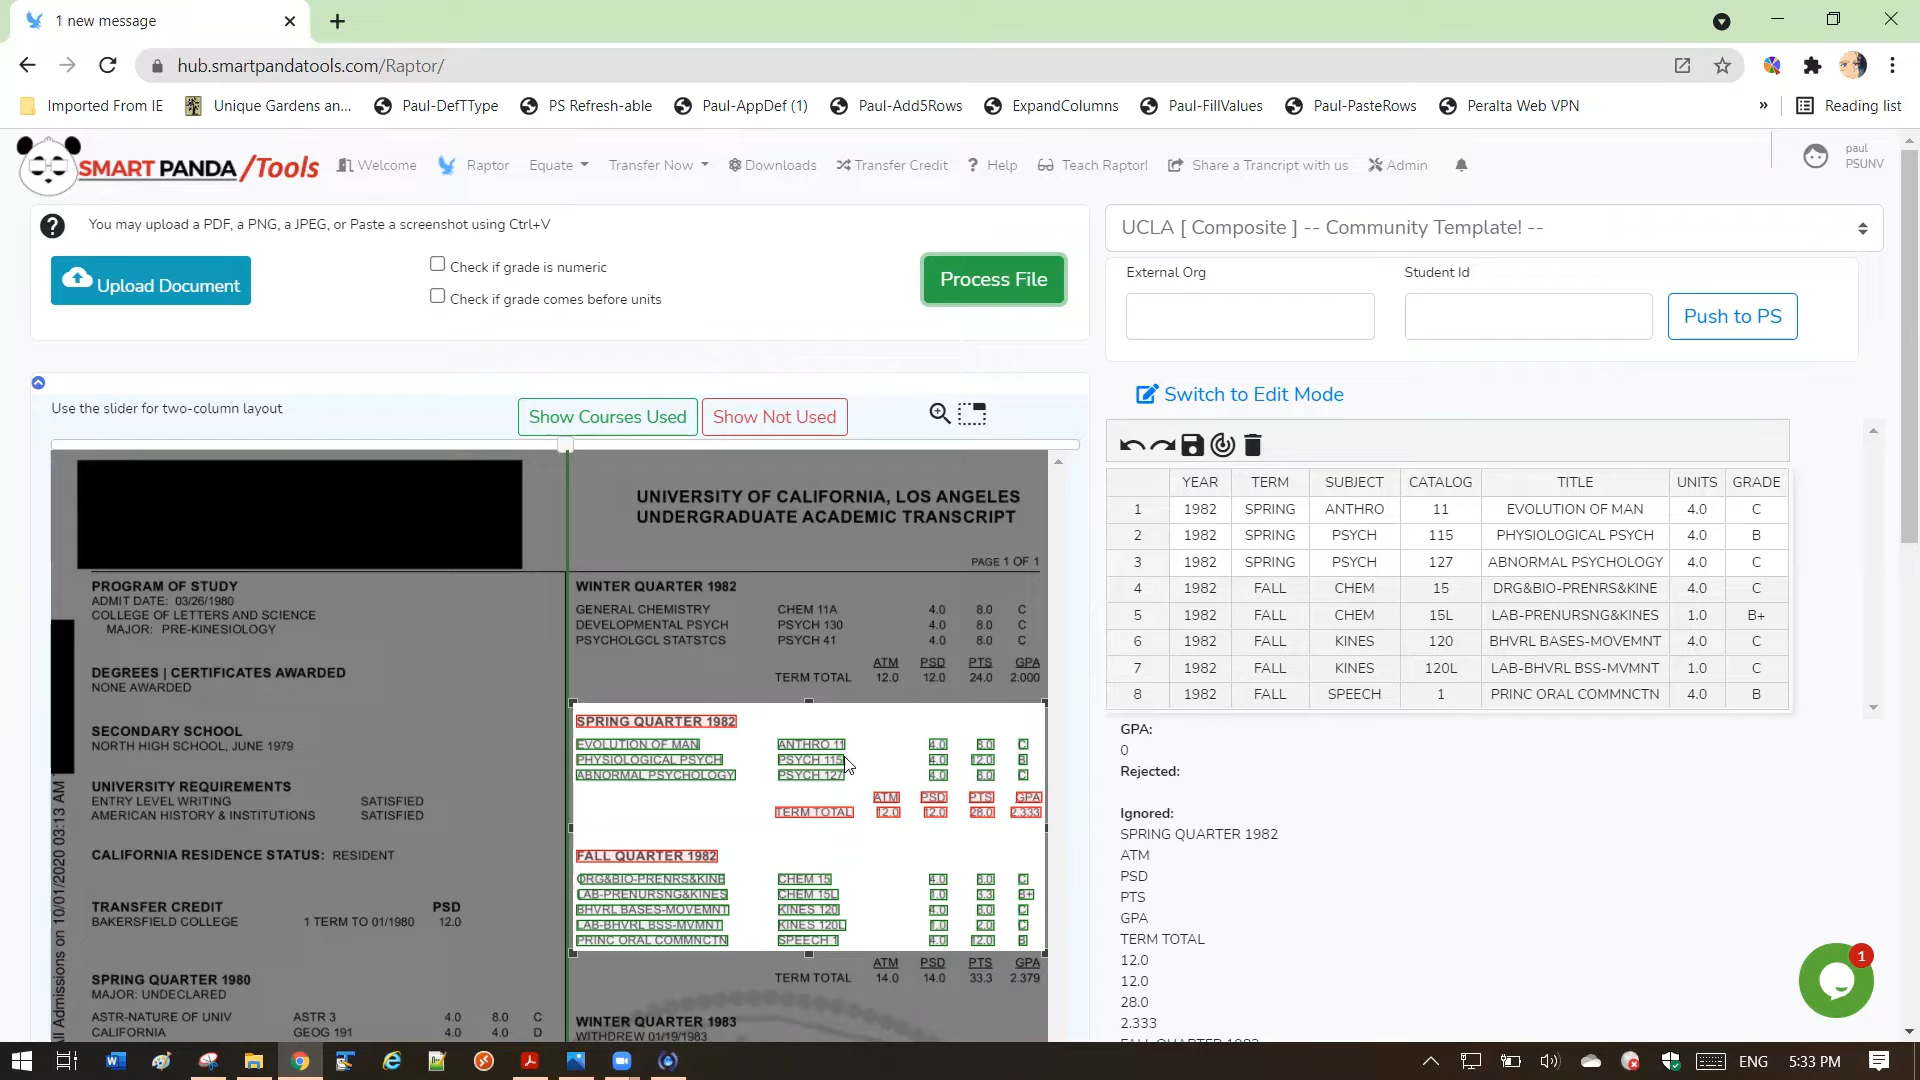 1 new message
hub.smartpandatools.com/Raptor/
Imported From IE
Unique Gardens an...
Paul-DefTType
PS Refresh-able
Paul-AppDef (1)
Paul-Add5Rows
ExpandColumns
Paul-FillValues
Paul-PasteRows
Peralta Web VPN
»
Reading list
SMART PANDA/Tools
Welcome
Raptor
Equate
Transfer Now
Downloads
Transfer Credit
? Help
Teach Raptor!
Share a Trancript with us
Admin
paul
PSUNV
You may upload a PDF, a PNG, a JPEG, or Paste a screenshot using Ctrl+V
Upload Document
Check if grade is numeric
Check if grade comes before units
Process File
UCLA [ Composite ] -- Community Template! --
External Org
Student Id
Push to PS
Use the slider for two-column layout
Show Courses Used
Show Not Used
Switch to Edit Mode
UNIVERSITY OF CALIFORNIA, LOS ANGELES
UNDERGRADUATE ACADEMIC TRANSCRIPT
PAGE 1 OF 1
PROGRAM OF STUDY
ADMIT DATE: 03/26/1980
COLLEGE OF LETTERS AND SCIENCE
MAJOR: PRE-KINESIOLOGY
DEGREES | CERTIFICATES AWARDED
NONE AWARDED
SECONDARY SCHOOL
NORTH HIGH SCHOOL, JUNE 1979
UNIVERSITY REQUIREMENTS
ENTRY LEVEL WRITING SATISFIED
AMERICAN HISTORY & INSTITUTIONS SATISFIED
CALIFORNIA RESIDENCE STATUS: RESIDENT
TRANSFER CREDIT PSD
BAKERSFIELD COLLEGE 1 TERM TO 01/1980 12.0
SPRING QUARTER 1980
MAJOR: UNDECLARED
ASTR-NATURE OF UNIV ASTR 3 4.0 8.0 C
CALIFORNIA GEOG 191 4.0 4.0 D
Admissions on 10/01/2020 03:13 AM
WINTER QUARTER 1982
GENERAL CHEMISTRY CHEM 11A 4.0 8.0 C
DEVELOPMENTAL PSYCH PSYCH 130 4.0 8.0 C
PSYCHOLGCL STATSTCS PSYCH 41 4.0 8.0 C
ATM PSD PTS GPA
TERM TOTAL 12.0 12.0 24.0 2.000
SPRING QUARTER 1982
EVOLUTION OF MAN ANTHRO 11 4.0 8.0 C
PHYSIOLOGICAL PSYCH PSYCH 115 4.0 12.0 B
ABNORMAL PSYCHOLOGY PSYCH 127 4.0 8.0 C
ATM PSD PTS GPA
TERM TOTAL 12.0 12.0 28.0 2.333
FALL QUARTER 1982
ORG&BIO-PRENRS&KINE CHEM 15 4.0 8.0 C
LAB-PRENURSNG&KINES CHEM 15L 1.0 3.3 B+
BHVRL BASES-MOVEMNT KINES 120 4.0 8.0 C
LAB-BHVRL BSS-MVMNT KINES 120L 1.0 2.0 C
PRINC ORAL COMMNCTN SPEECH 1 4.0 12.0 B
ATM PSD PTS GPA
TERM TOTAL 14.0 14.0 33.3 2.379
WINTER QUARTER 1983
WITHDREW 01/19/1983
YEAR TERM SUBJECT CATALOG TITLE UNITS GRADE
1 1982 SPRING ANTHRO 11 EVOLUTION OF MAN 4.0 C
2 1982 SPRING PSYCH 115 PHYSIOLOGICAL PSYCH 4.0 B
3 1982 SPRING PSYCH 127 ABNORMAL PSYCHOLOGY 4.0 C
4 1982 FALL CHEM 15 DRG&BIO-PRENRS&KINE 4.0 C
5 1982 FALL CHEM 15L LAB-PRENURSNG&KINES 1.0 B+
6 1982 FALL KINES 120 BHVRL BASES-MOVEMNT 4.0 C
7 1982 FALL KINES 120L LAB-BHVRL BSS-MVMNT 1.0 C
8 1982 FALL SPEECH 1 PRINC ORAL COMMNCTN 4.0 B
GPA:
0
Rejected:
Ignored:
SPRING QUARTER 1982
ATM
PSD
PTS
GPA
TERM TOTAL
12.0
12.0
28.0
2.333
FALL QUARTER 1982
1
ENG
5:33 PM